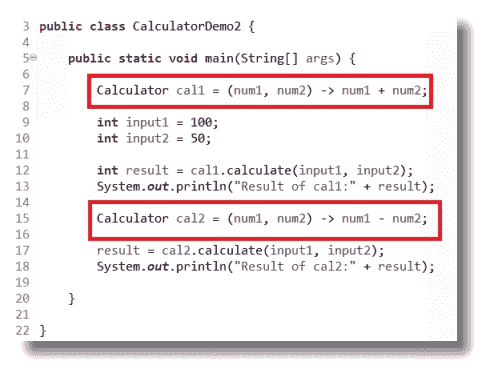 3 public class CalculatorDemo2 {
4
5 public static void main(String[] args) {
6
7 Calculator cal1 = (num1, num2) -> num1 + num2;
8
9 int input1 = 100;
10 int input2 = 50;
11
12 int result = cal1.calculate(input1, input2);
13 System.out.println("Result of cal1:" + result);
14
15 Calculator cal2 = (num1, num2) -> num1 - num2;
16
17 result = cal2.calculate(input1, input2);
18 System.out.println("Result of cal2:" + result);
19
20 }
21
22 }